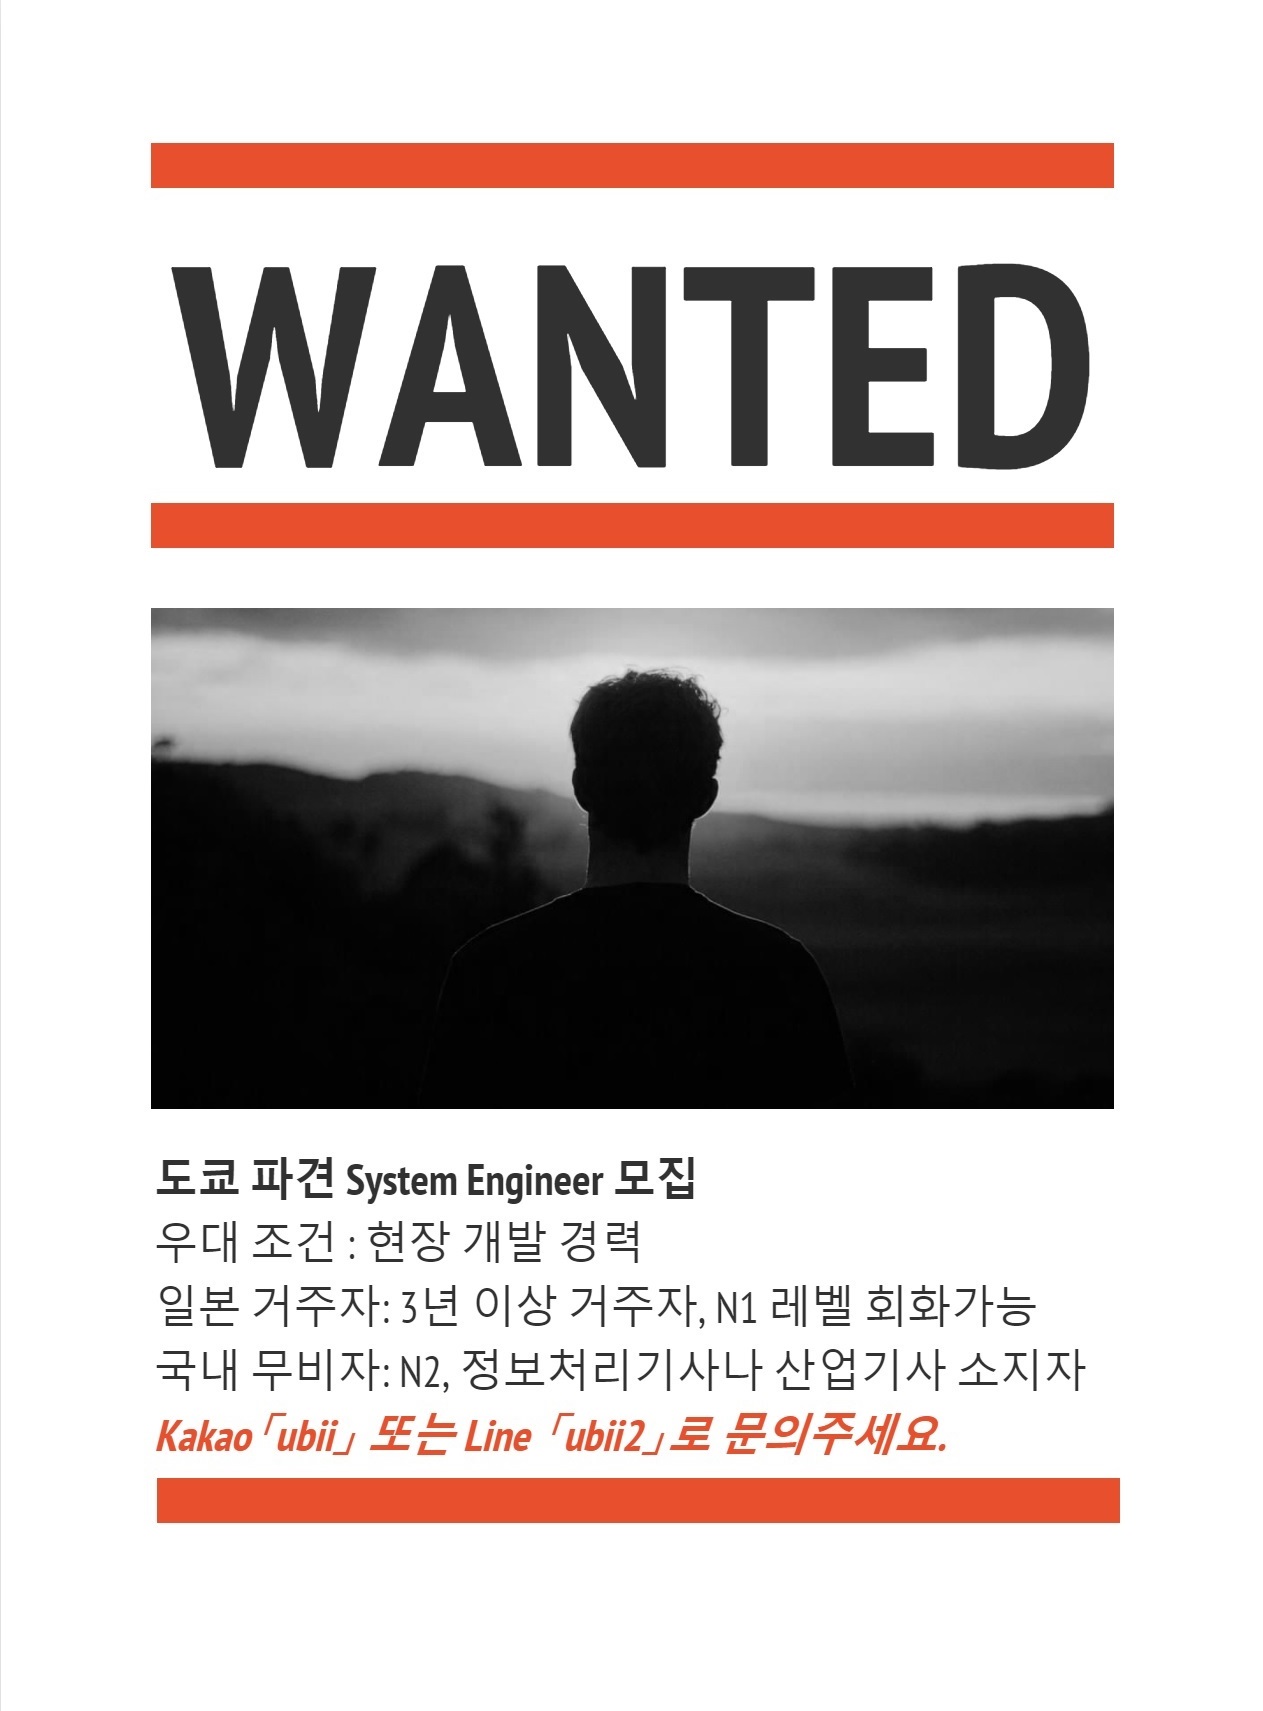 WANTED
도쿄 파견 System Engineer 모집
우대 조건 : 현장 개발 경력
일본 거주자: 3년 이상 거주자, N1 레벨 회화가능
국내 무비자: N2, 정보처리기사나 산업기사 소지자
Kakao「ubii」 또는 Line 「ubii2」로 문의주세요.